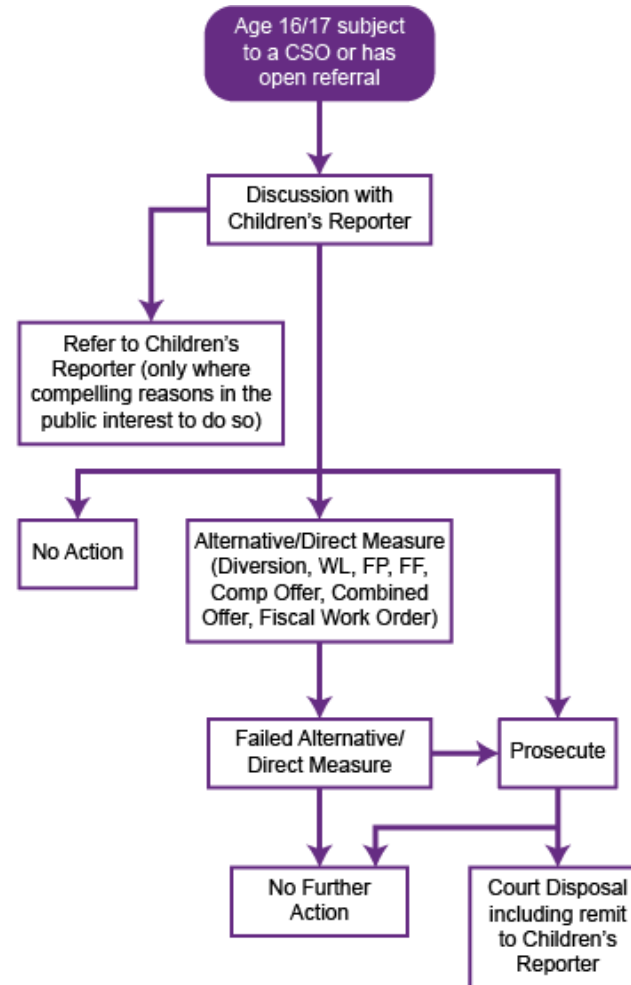 Age 16/17 subject
to a CSO or has
open referral
Discussion with
Children's Reporter
Refer to Children's
Reporter (only where
compelling reasons in the
public interest to do so)
No Action
Alternative/Direct Measure
(Diversion, WL, FP, FF,
Comp Offer, Combined
Offer, Fiscal Work Order)
Failed Alternative/
Direct Measure
Prosecute
No Further
Action
Court Disposal
including remit
to Children's
Reporter